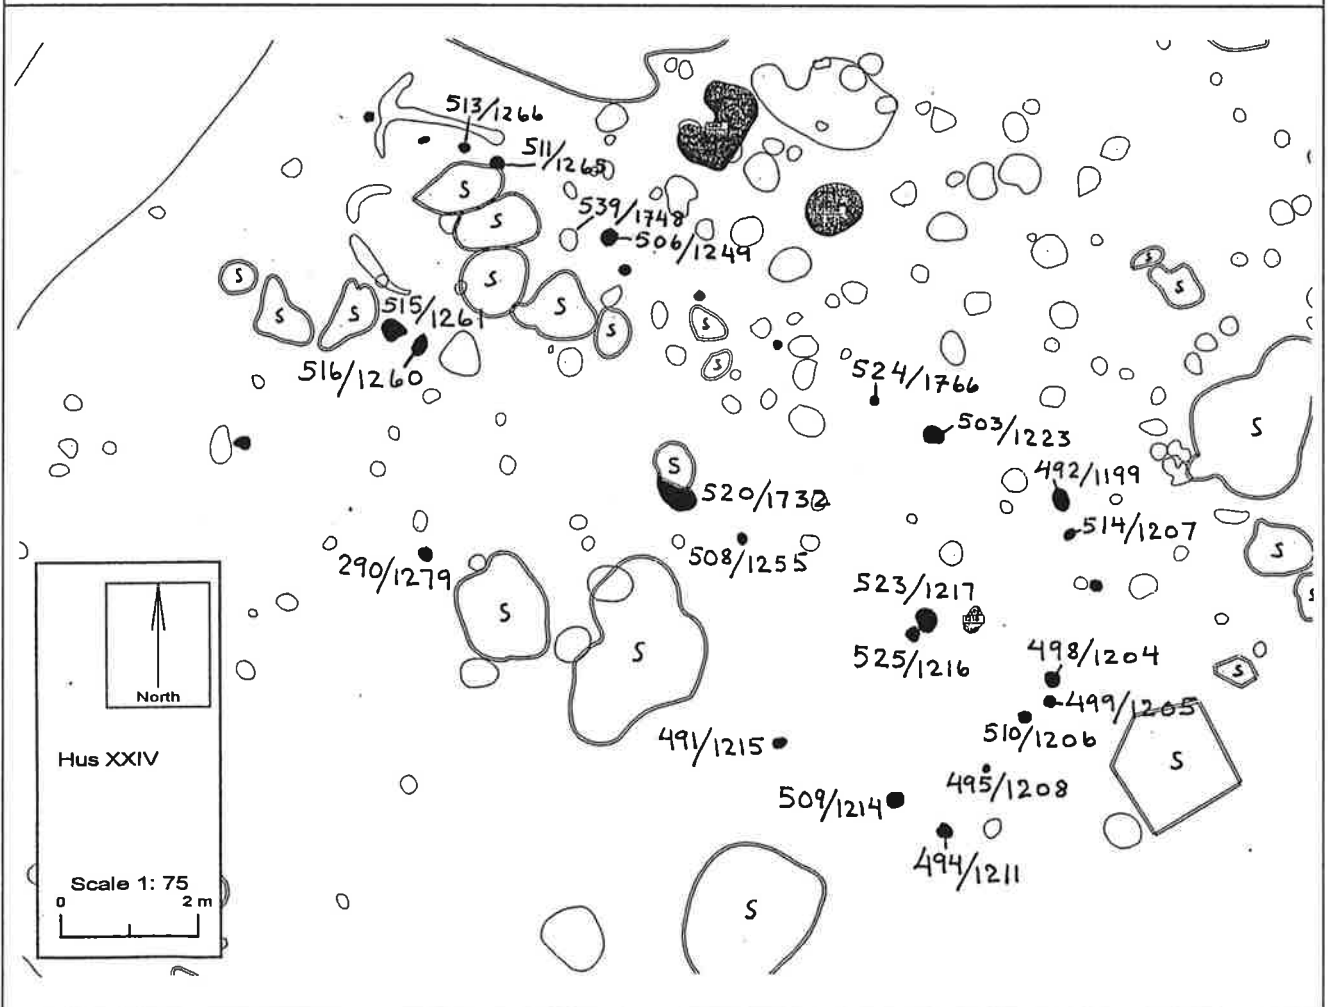 513/1266
511/1265
S
S
539/1748
506/1249
S
S
S
S
S
515/1261
S
S
S
S
S
516/1260
524/1766
503/1223
S
492/1199
S
520/1732
514/1207
508/1255
S
290/1279
523/1217
S
S
S
525/1216
498/1204
S
499/1205
510/1206
491/1215
S
495/1208
509/1214
494/1211
S
North
Hus XXIV
Scale 1: 75
0 2 m